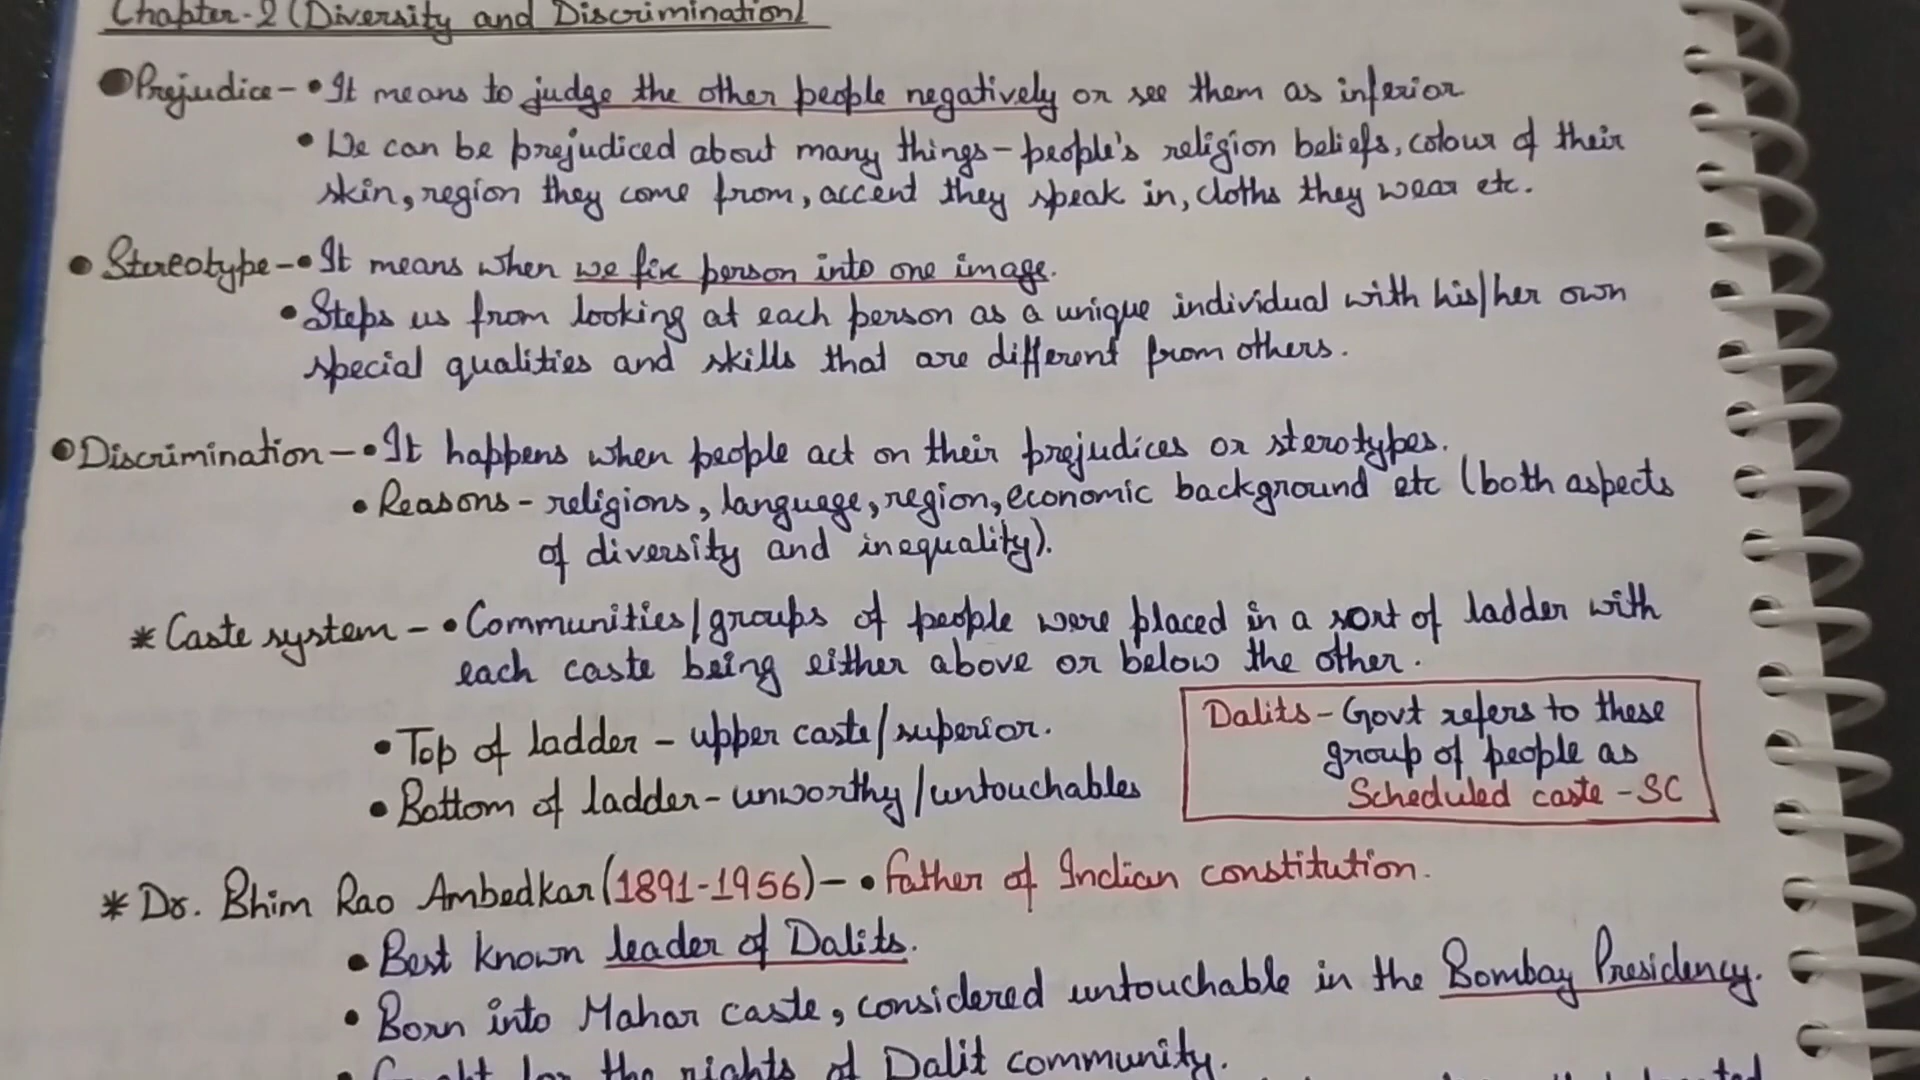 Chapter-2 (Diversity and Discrimination)
Prejudice - • It means to judge the other people negatively or see them as inferior
• We can be prejudiced about many things - people's religion beliefs, colour of their
skin, region they come from, accent they speak in, cloths they wear etc.
• Stereotype - • It means when we fix person into one image.
• Stops us from looking at each person as a unique individual with his/her own
special qualities and skills that are different from others.
• Discrimination - • It happens when people act on their prejudices or sterotypes.
• Reasons - religions, language, region, economic background etc (both aspects
of diversity and inequality).
* Caste system - • Communities/groups of people were placed in a sort of ladder with
each caste being either above or below the other.
• Top of ladder - upper caste/superior.
• Bottom of ladder - unworthy/untouchables
Dalits - Govt refers to these
group of people as
Scheduled caste - SC
* Dr. Bhim Rao Ambedkar (1891-1956) - • Father of Indian constitution.
• Best known leader of Dalits.
• Born into Mahar caste, considered untouchable in the Bombay Presidency.
for the rights of Dalit community.